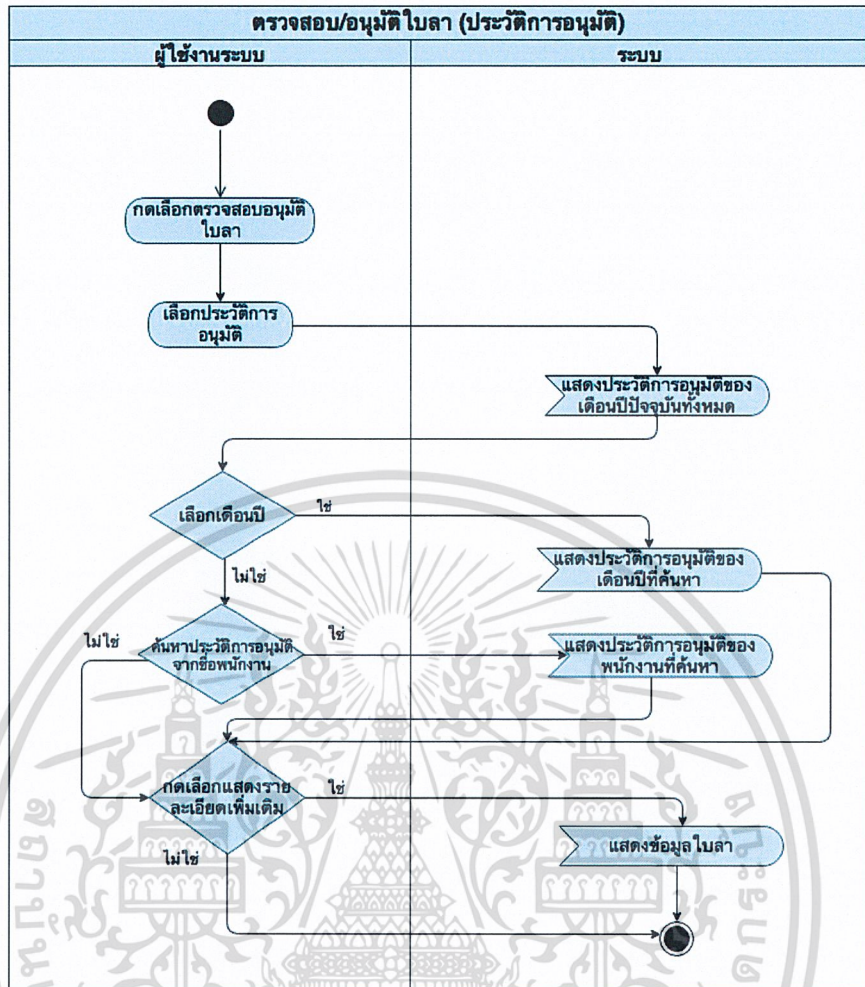 ตรวจสอบ/อนุมัติใบลา (ประวัติการอนุมัติ)
ผู้ใช้งานระบบ
ระบบ
กดเลือกตรวจสอบอนุมัติ
ใบลา
เลือกประวัติการ
อนุมัติ
แสดงประวัติการอนุมัติของ
เดือนปีปัจจุบันทั้งหมด
เลือกเดือนปี
ใช่
แสดงประวัติการอนุมัติของ
เดือนปีที่ค้นหา
ไม่ใช่
ไม่ใช่
ค้นหาประวัติการอนุมัติ
จากชื่อพนักงาน
ใช่
แสดงประวัติการอนุมัติของ
พนักงานที่ค้นหา
กดเลือกแสดงราย
ละเอียดเพิ่มเติม
ใช่
ไม่ใช่
แสดงข้อมูลใบลา